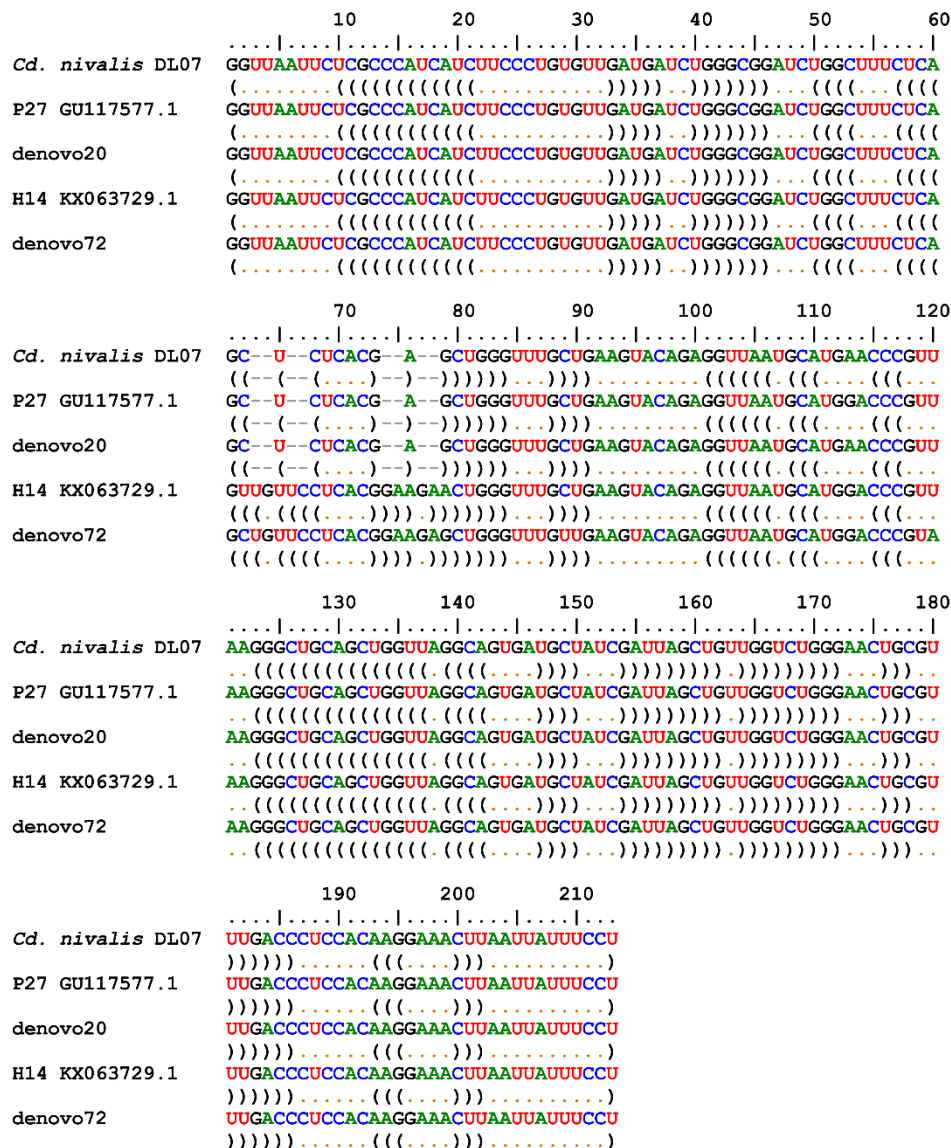 10 20 30 40 50 60
....|....|....|....|....|....|....|....|....|....|....|....|
Cd. nivalis DL07 GGUUAAUUCUCGCCCAUCAUCUUCCCUGUGUUGAUGAUCUGGGCGGAUCUGGCUUUCUCA
(........((((((((((((...........)))))..)))))))...((((...((((
P27 GU117577.1 GGUUAAUUCUCGCCCAUCAUCUUCCCUGUGUUGAUGAUCUGGGCGGAUCUGGCUUUCUCA
(........((((((((((((...........)))))..)))))))...((((...((((
denovo20 GGUUAAUUCUCGCCCAUCAUCUUCCCUGUGUUGAUGAUCUGGGCGGAUCUGGCUUUCUCA
(........((((((((((((...........)))))..)))))))...((((...((((
H14 KX063729.1 GGUUAAUUCUCGCCCAUCAUCUUCCCUGUGUUGAUGAUCUGGGCGGAUCUGGCUUUCUCA
(........((((((((((((...........)))))..)))))))...((((...((((
denovo72 GGUUAAUUCUCGCCCAUCAUCUUCCCUGUGUUGAUGAUCUGGGCGGAUCUGGCUUUCUCA
(........((((((((((((...........)))))..)))))))...((((...((((
70 80 90 100 110 120
....|....|....|....|....|....|....|....|....|....|....|....|
Cd. nivalis DL07 GC--U--CUCACG--A--GCUGGGUUUGCUGAAGUACAGAGGUUAAUGCAUGAACCCGUU
((--(--(....)--)--))))))...)))).........((((((.(((....(((...
P27 GU117577.1 GC--U--CUCACG--A--GCUGGGUUUGCUGAAGUACAGAGGUUAAUGCAUGGACCCGUU
((--(--(....)--)--))))))...)))).........((((((.(((....(((...
denovo20 GC--U--CUCACG--A--GCUGGGUUUGCUGAAGUACAGAGGUUAAUGCAUGAACCCGUU
((--(--(....)--)--))))))...)))).........((((((.(((....(((...
H14 KX063729.1 GUUGUUCCUCACGGAAGAACUGGGUUUGCUGAAGUACAGAGGUUAAUGCAUGGACCCGUU
(((.((((....)))).)))))))...)))).........((((((.(((....(((...
denovo72 GCUGUUCCUCACGGAAGAGCUGGGUUUGUUGAAGUACAGAGGUUAAUGCAUGGACCCGUA
(((.((((....)))).)))))))...)))).........((((((.(((....(((...
130 140 150 160 170 180
....|....|....|....|....|....|....|....|....|....|....|....|
Cd. nivalis DL07 AAGGGCUGCAGCUGGUUAGGCAGUGAUGCUAUCGAUUAGCUGUUGGUCUGGGAACUGCGU
..(((((((((((((((.((((....))))...))))))))).)))))))))...)))..
P27 GU117577.1 AAGGGCUGCAGCUGGUUAGGCAGUGAUGCUAUCGAUUAGCUGUUGGUCUGGGAACUGCGU
..(((((((((((((((.((((....))))...))))))))).)))))))))...)))..
denovo20 AAGGGCUGCAGCUGGUUAGGCAGUGAUGCUAUCGAUUAGCUGUUGGUCUGGGAACUGCGU
..(((((((((((((((.((((....))))...))))))))).)))))))))...)))..
H14 KX063729.1 AAGGGCUGCAGCUGGUUAGGCAGUGAUGCUAUCGAUUAGCUGUUGGUCUGGGAACUGCGU
..(((((((((((((((.((((....))))...))))))))).)))))))))...)))..
denovo72 AAGGGCUGCAGCUGGUUAGGCAGUGAUGCUAUCGAUUAGCUGUUGGUCUGGGAACUGCGU
..(((((((((((((((.((((....))))...))))))))).)))))))))...)))..
190 200 210
....|....|....|....|....|....|...
Cd. nivalis DL07 UUGACCCUCCACAAGGAAACUUAAUUAUUUCCU
))))))......(((....)))..........)
P27 GU117577.1 UUGACCCUCCACAAGGAAACUUAAUUAUUUCCU
))))))......(((....)))..........)
denovo20 UUGACCCUCCACAAGGAAACUUAAUUAUUUCCU
))))))......(((....)))..........)
H14 KX063729.1 UUGACCCUCCACAAGGAAACUUAAUUAUUUCCU
))))))......(((....)))..........)
denovo72 UUGACCCUCCACAAGGAAACUUAAUUAUUUCCU
))))))......(((....)))..........)